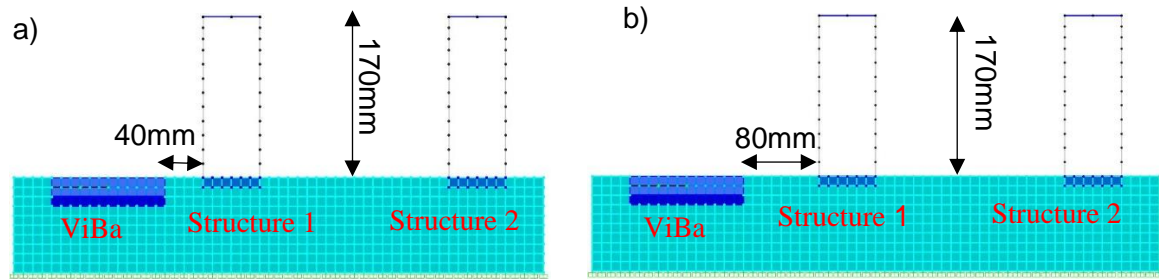 a)
170mm
40mm
ViBa
Structure 1
Structure 2
b)
170mm
80mm
ViBa
Structure 1
Structure 2